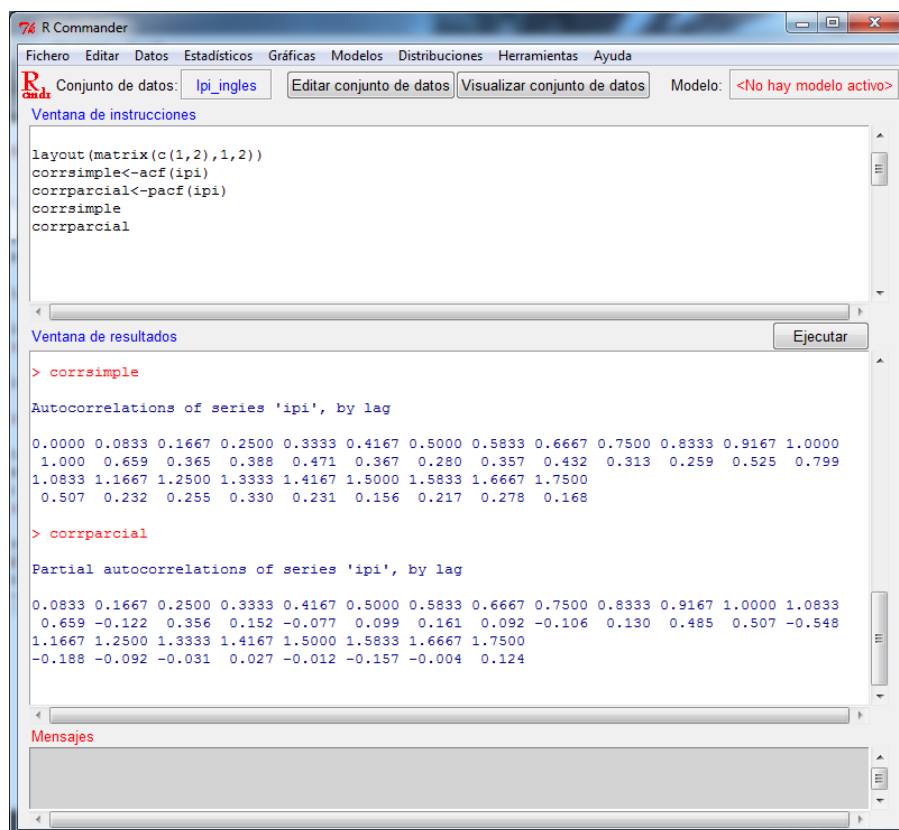 R Commander
Fichero Editar Datos Estadísticos Gráficas Modelos Distribuciones Herramientas Ayuda
R cmdr Conjunto de datos: Ipi_ingles Editar conjunto de datos Visualizar conjunto de datos Modelo: <No hay modelo activo>
Ventana de instrucciones
layout(matrix(c(1,2),1,2))
corrsimple<-acf(ipi)
corrparcial<-pacf(ipi)
corrsimple
corrparcial
Ventana de resultados
Ejecutar
> corrsimple
Autocorrelations of series 'ipi', by lag
0.0000 0.0833 0.1667 0.2500 0.3333 0.4167 0.5000 0.5833 0.6667 0.7500 0.8333 0.9167 1.0000
1.000 0.659 0.365 0.388 0.471 0.367 0.280 0.357 0.432 0.313 0.259 0.525 0.799
1.0833 1.1667 1.2500 1.3333 1.4167 1.5000 1.5833 1.6667 1.7500
0.507 0.232 0.255 0.330 0.231 0.156 0.217 0.278 0.168
> corrparcial
Partial autocorrelations of series 'ipi', by lag
0.0833 0.1667 0.2500 0.3333 0.4167 0.5000 0.5833 0.6667 0.7500 0.8333 0.9167 1.0000 1.0833
0.659 -0.122 0.356 0.152 -0.077 0.099 0.161 0.092 -0.106 0.130 0.485 0.507 -0.548
1.1667 1.2500 1.3333 1.4167 1.5000 1.5833 1.6667 1.7500
-0.188 -0.092 -0.031 0.027 -0.012 -0.157 -0.004 0.124
Mensajes